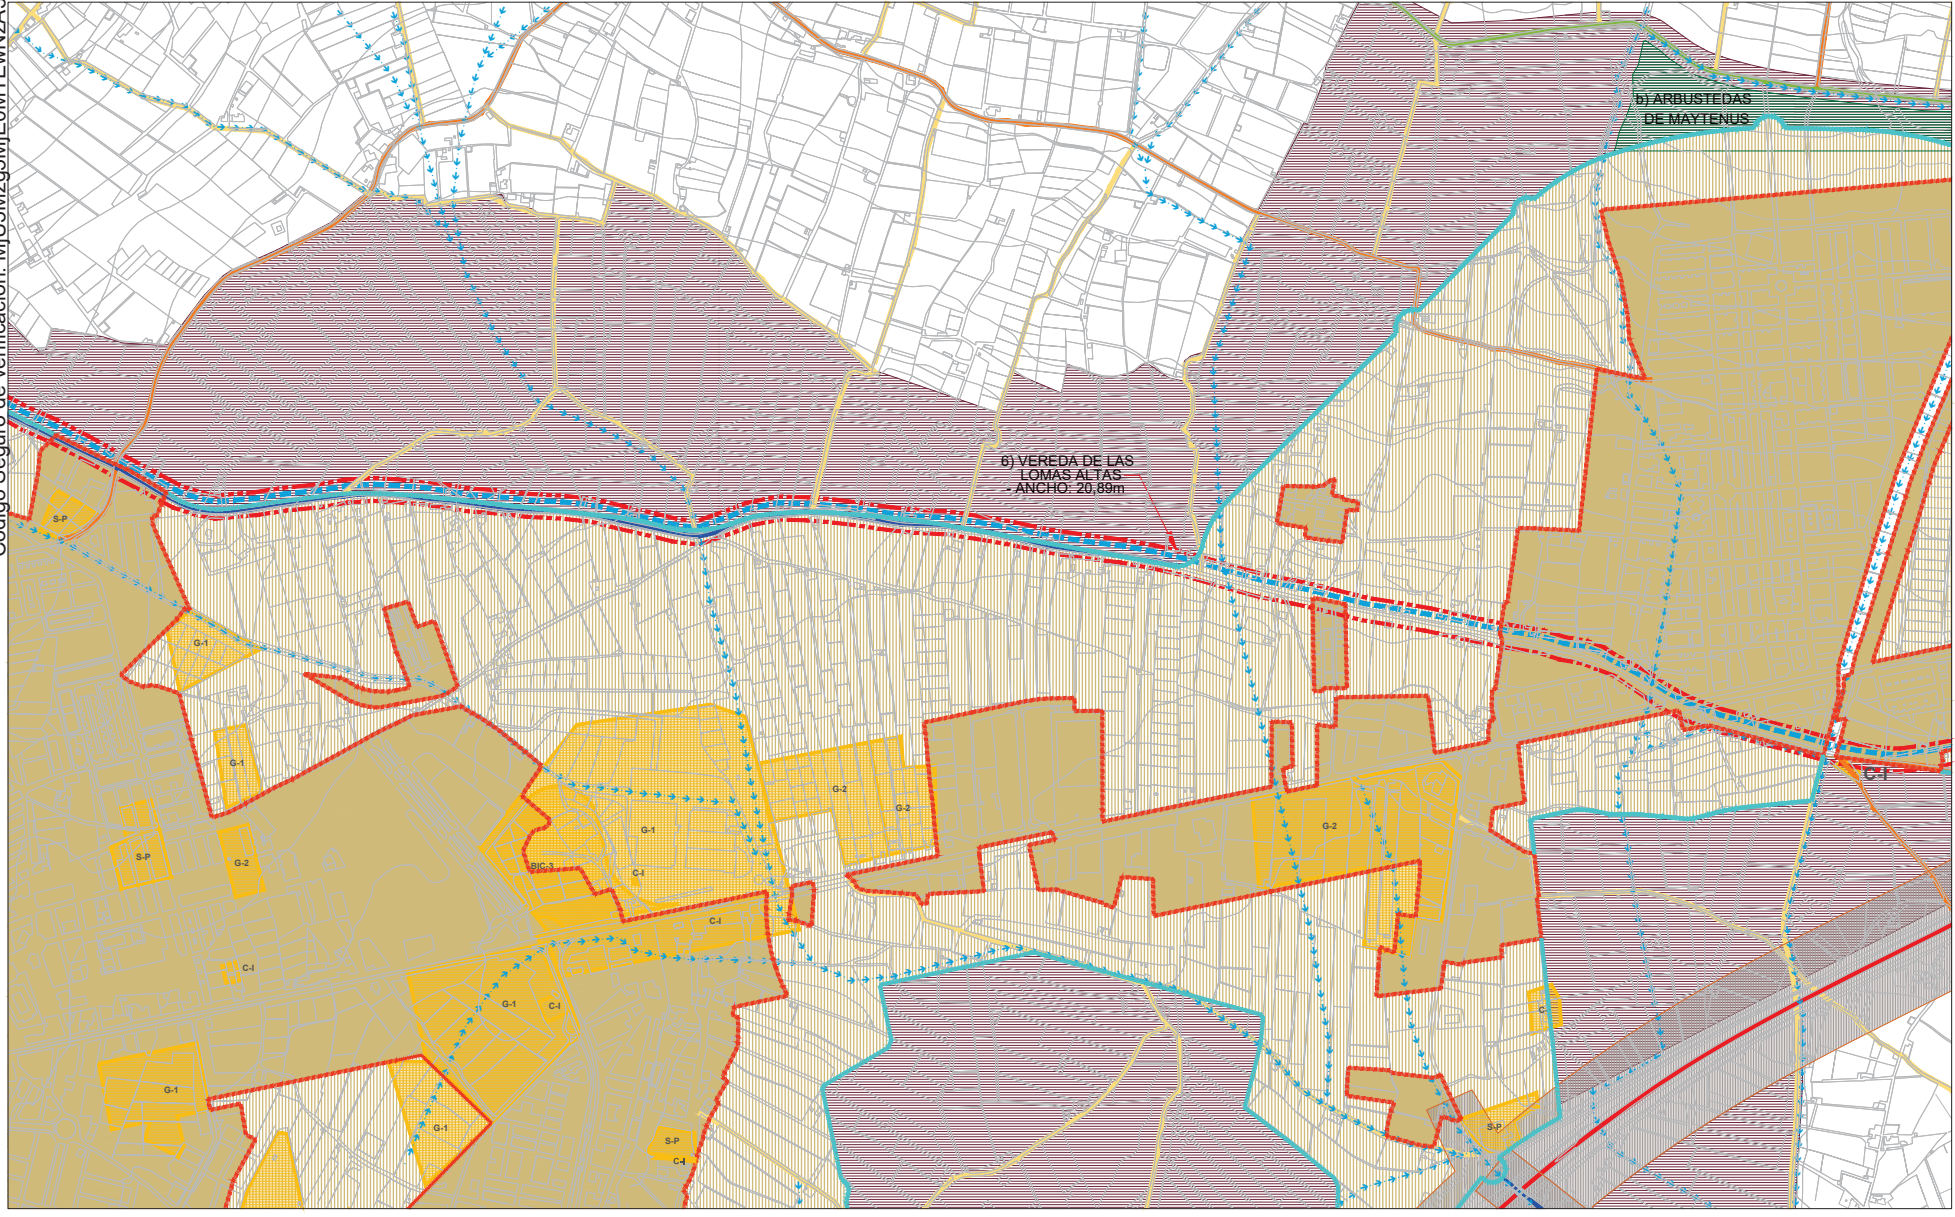 b) ARBUSTEDAS
DE MAYTENUS
6) VEREDA DE LAS
LOMAS ALTAS
- ANCHO: 20,89m
S-P
G-1
G-1
S-P
G-2
C-I
G-1
BIC-3
G-1
C-I
C-I
G-2
G-2
G-2
C-I
G-1
C-I
G-1
S-P
C-I
S-P